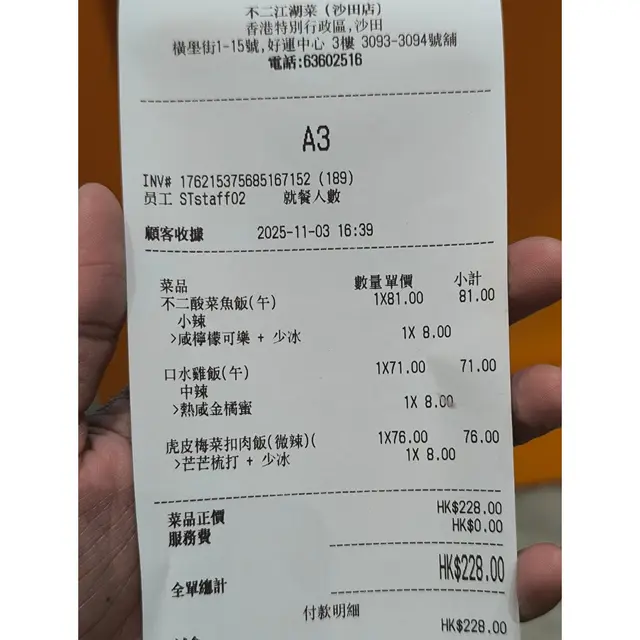 不二江湖菜（沙田店）
香港特別行政區,沙田
橫壆街1-15號,好運中心 3樓 3093-3094號舖
電話:63602516
A3
INV# 176215375685167152 (189)
员工 STstaff02 就餐人數
顧客收據 2025-11-03 16:39
菜品 數量單價 小計
不二酸菜魚飯(午) 1X81.00 81.00
小辣
>咸檸檬可樂 + 少冰 1X 8.00
口水雞飯(午) 1X71.00 71.00
中辣
>熱咸金橘蜜 1X 8.00
虎皮梅菜扣肉飯(微辣)( 1X76.00 76.00
>芒芒梳打 + 少冰 1X 8.00
菜品正價 HK$228.00
服務費 HK$0.00
全單總計 HK$228.00
付款明細
HK$228.00